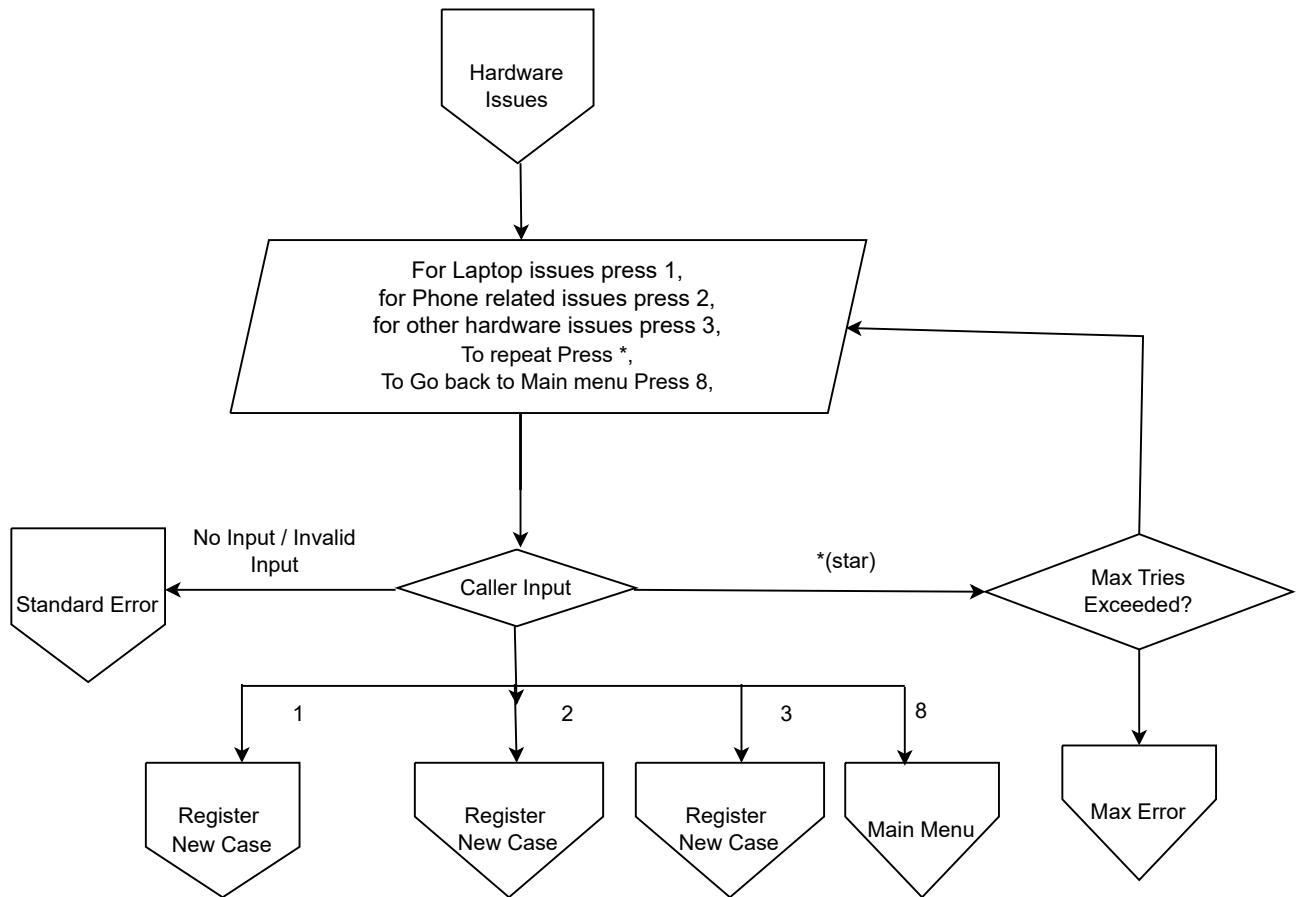 Hardware
Issues
For Laptop issues press 1,
for Phone related issues press 2,
for other hardware issues press 3,
To repeat Press *,
To Go back to Main menu Press 8,
No Input / Invalid
Input
Standard Error
Caller Input
*(star)
Max Tries
Exceeded?
1
2
3
8
Register
New Case
Register
New Case
Register
New Case
Main Menu
Max Error